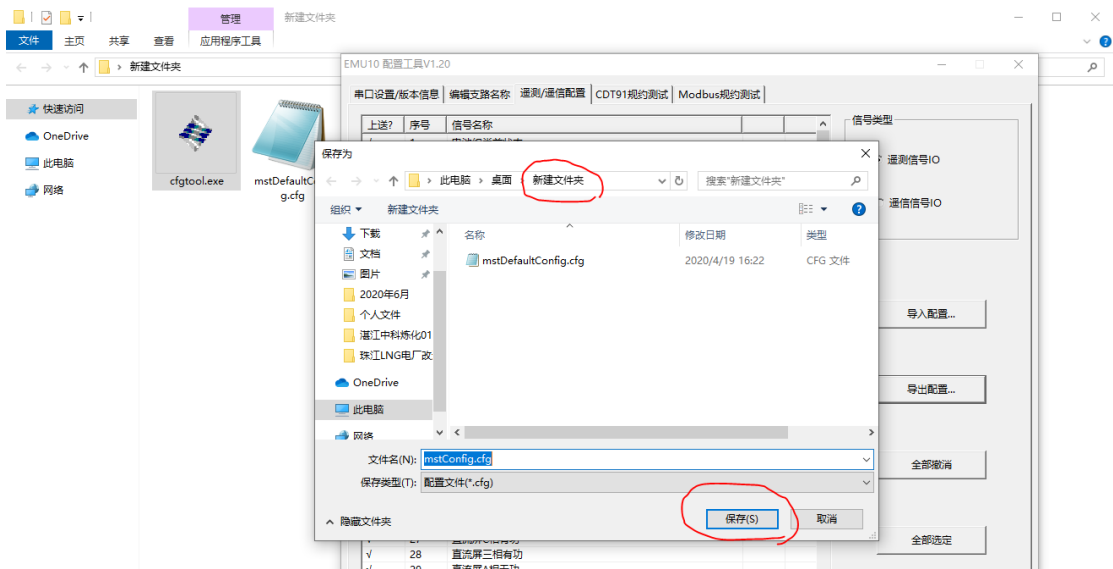 管理
新建文件夹
文件
主页
共享
查看
应用程序工具
新建文件夹
快速访问
OneDrive
此电脑
网络
cfgtool.exe
mstDefaultC
g.cfg
EMU10 配置工具V1.20
串口设置/版本信息
编辑支路名称
遥测/遥信配置
CDT91规约测试
Modbus规约测试
上送?
序号
信号名称
信号类型
遥测信号IO
遥信信号IO
导入配置...
导出配置...
全部撤消
全部选定
保存为
此电脑
桌面
新建文件夹
搜索"新建文件夹"
组织
新建文件夹
下载
文档
图片
2020年6月
个人文件
湛江中科炼化01
珠江LNG电厂改
OneDrive
此电脑
网络
名称
修改日期
类型
mstDefaultConfig.cfg
2020/4/19 16:22
CFG 文件
文件名(N):
mstConfig.cfg
保存类型(T):
配置文件(*.cfg)
隐藏文件夹
保存(S)
取消
√
28
直流屏三相有功